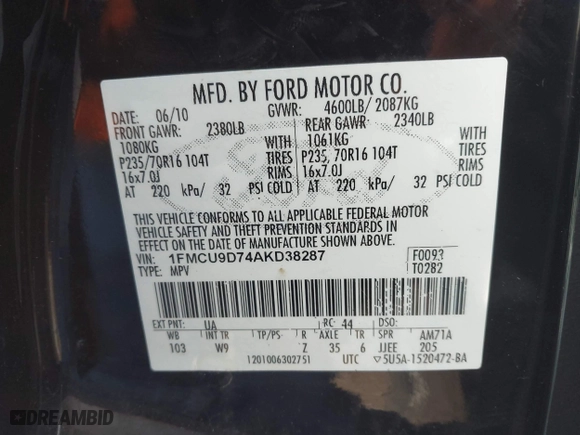 MFD. BY FORD MOTOR CO.
DATE: 06/10 GVWR: 4600LB/ 2087KG
FRONT GAWR: 2380LB REAR GAWR: 2340LB
1080KG WITH 1061KG WITH
P235/70R16 104T TIRES P235/70R16 104T TIRES
16x7.0J RIMS 16x7.0J RIMS
AT 220 kPa/ 32 PSI COLD AT 220 kPa/ 32 PSI COLD
THIS VEHICLE CONFORMS TO ALL APPLICABLE FEDERAL MOTOR
VEHICLE SAFETY AND THEFT PREVENTION STANDARDS IN
EFFECT ON THE DATE OF MANUFACTURE SHOWN ABOVE.
VIN: 1FMCU9D74AKD38287 F0093
TYPE: MPV T0282
EXT PNT: UA RC: 44 DSO:
WB INT TR TP/PS R AXLE TR SPR AM71A
103 W9 Z 35 6 JJEE 205
1201006302751 UTC 5U5A-1520472-BA
Ford
DREAMBID